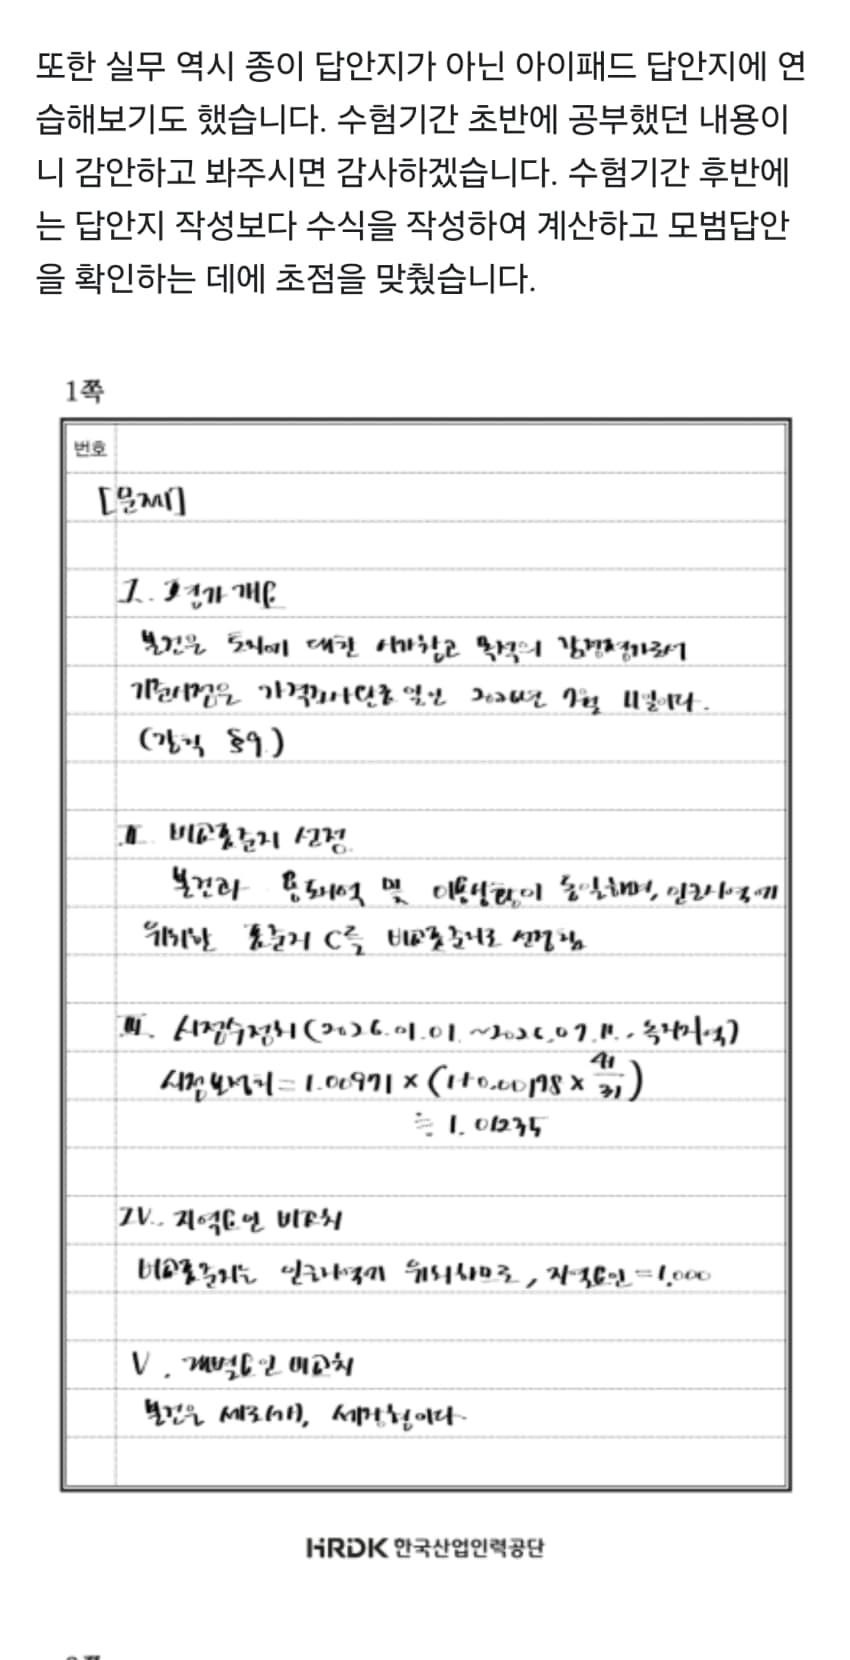 또한 실무 역시 종이 답안지가 아닌 아이패드 답안지에 연
습해보기도 했습니다. 수험기간 초반에 공부했던 내용이
니 감안하고 봐주시면 감사하겠습니다. 수험기간 후반에
는 답안지 작성보다 수식을 작성하여 계산하고 모범답안
을 확인하는 데에 초점을 맞췄습니다.
1쪽
번호
[문제1]
I. 평가 개요
본건은 토지에 대한 시가참고 목적의 감정평가로서
기준시점은 가격조사완료일인 7월 11일이다.
(감칙 §9.)
II 비교표준지 선정
본건과 용도지역 및 이용상황이 동일하며, 인근지역에
위치한 표준지 C를 비교표준지로 선정함
III. 시점수정치(2026.01.01.~2026.07.11., 녹지지역)
시점보정치=1.00971×(1+0.00198×41/31)
≒1.01235
IV. 지역요인 비교치
비교표준지는 인근지역에 위치하므로, 지역요인=1.000
V. 개별요인 비교치
본건은 세로(가), 세장형이다.
HRDK 한국산업인력공단